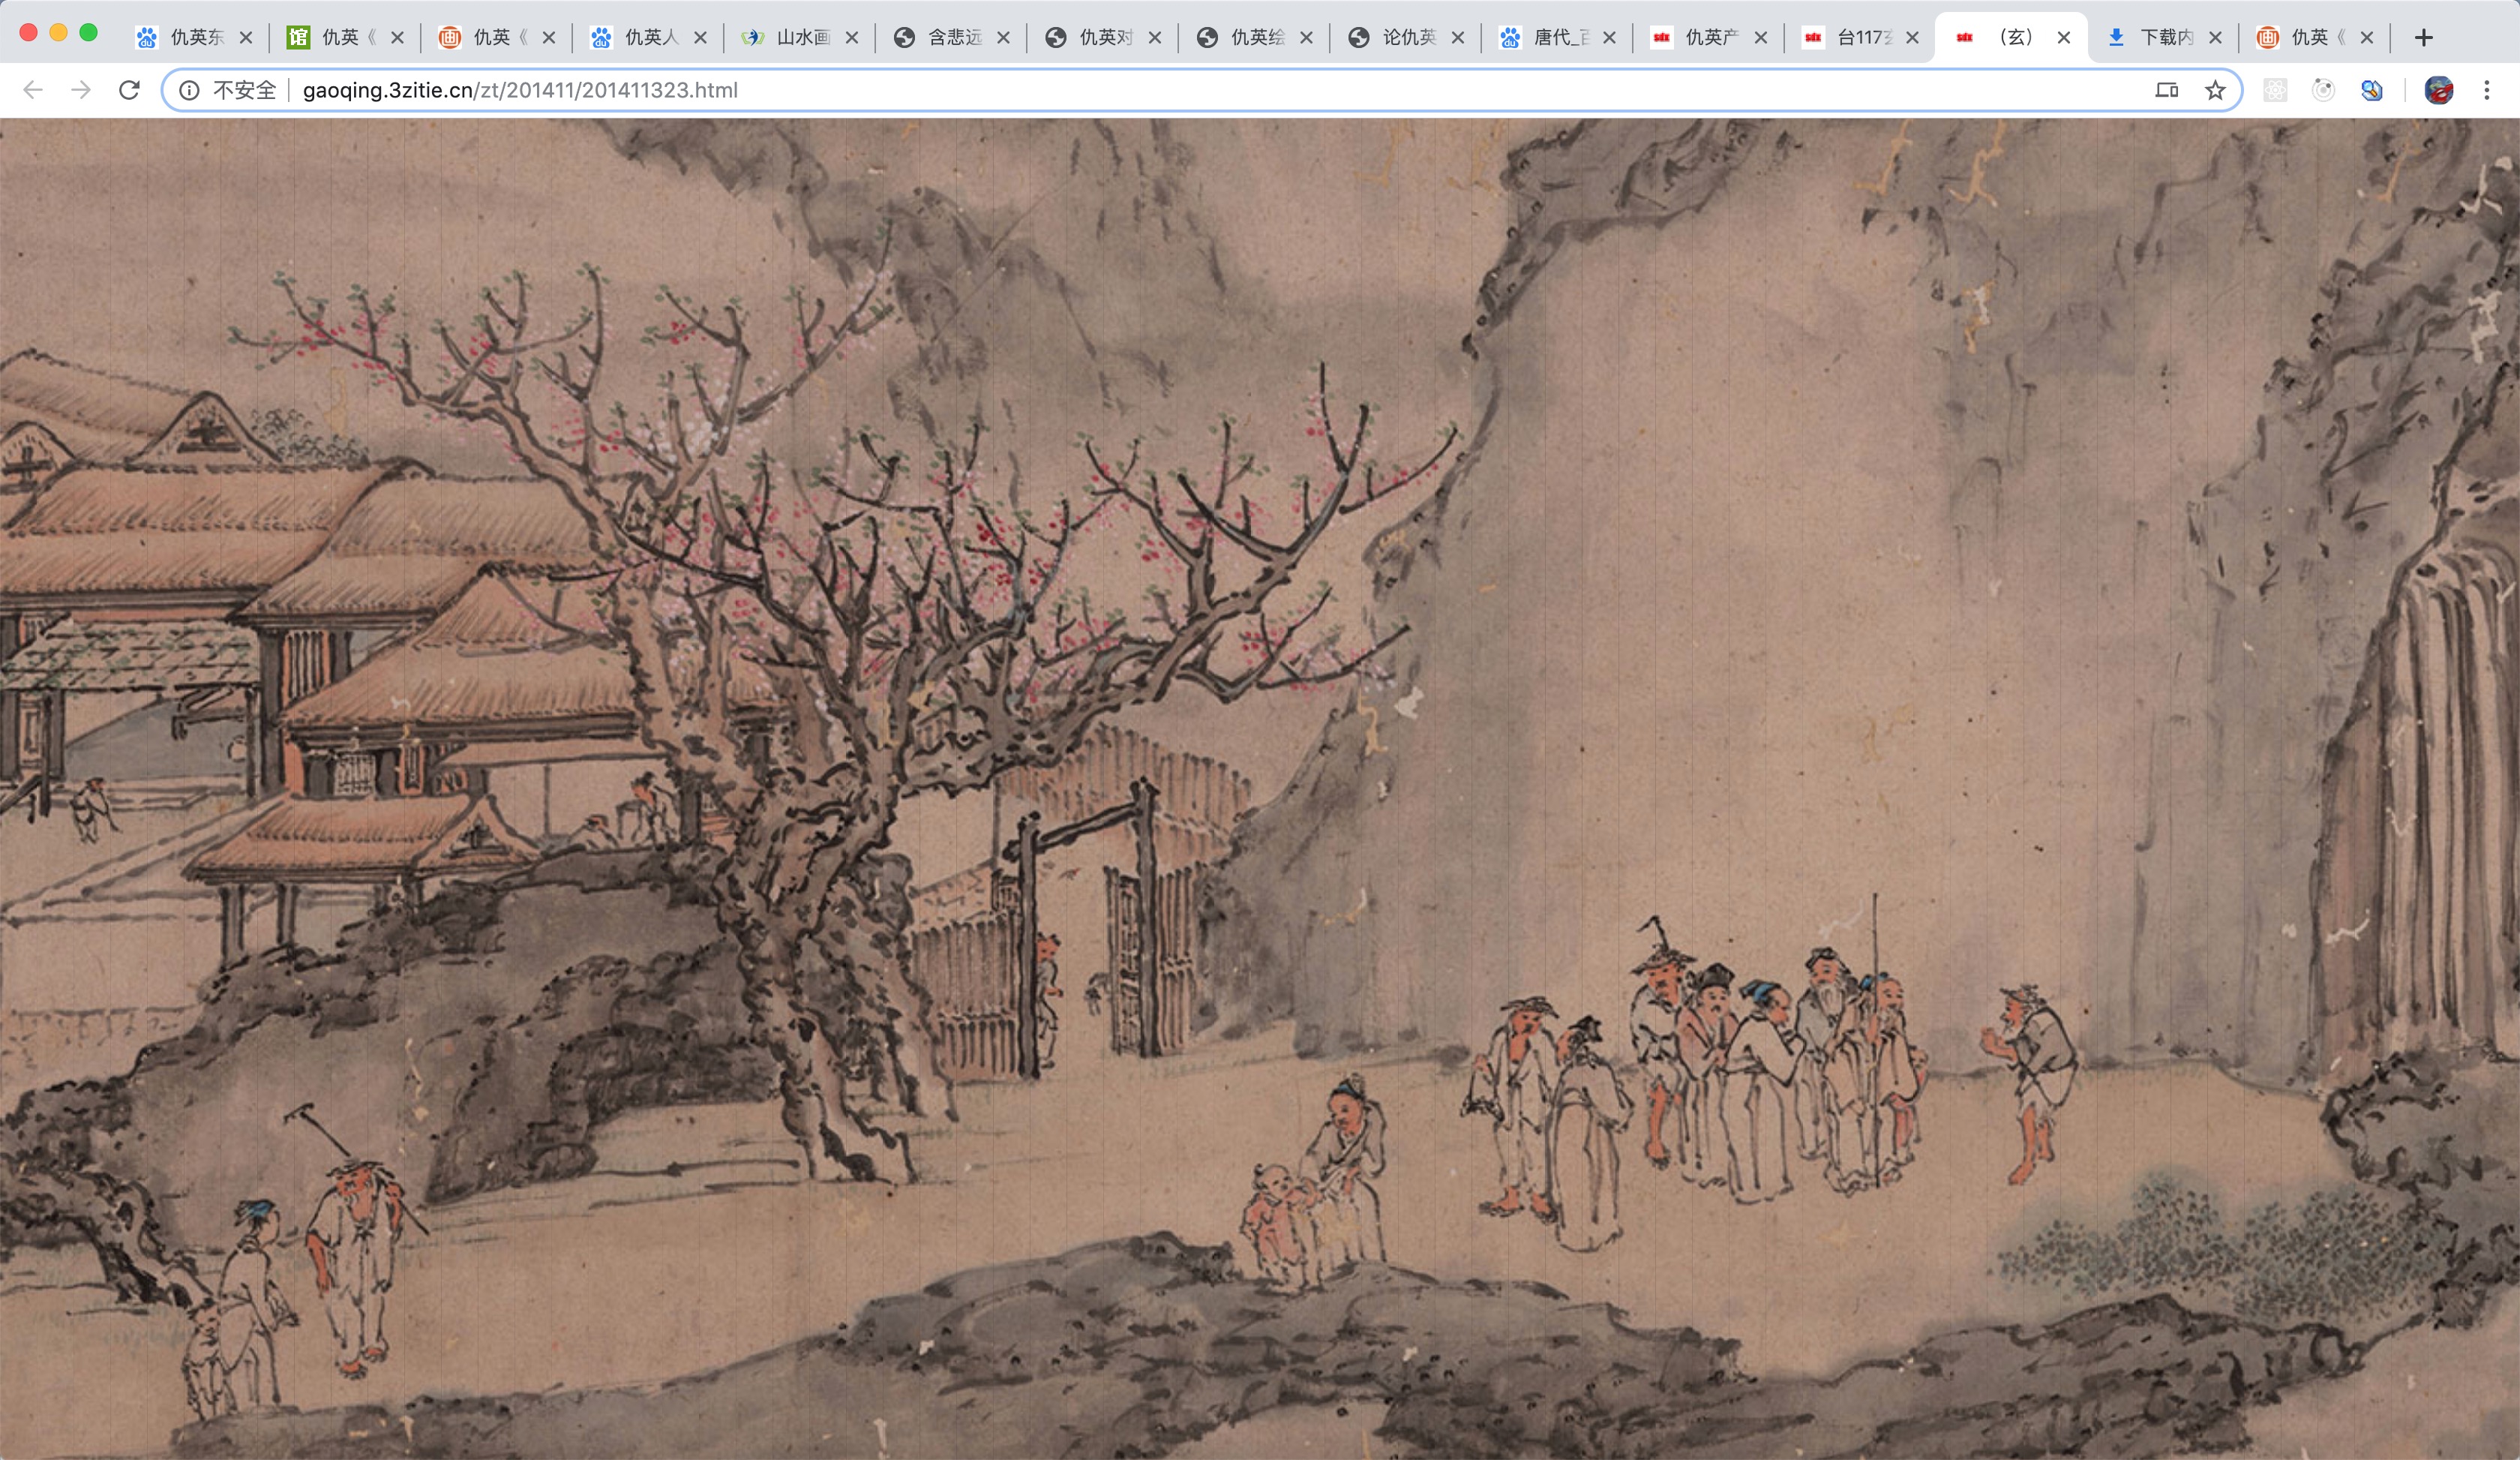 仇英东
仇英《
仇英《
仇英人
山水画
含悲远
仇英对
仇英绘
论仇英
唐代_百
仇英产
台117玄
（玄）
下载内
仇英《
不安全 gaoqing.3zitie.cn/zt/201411/201411323.html